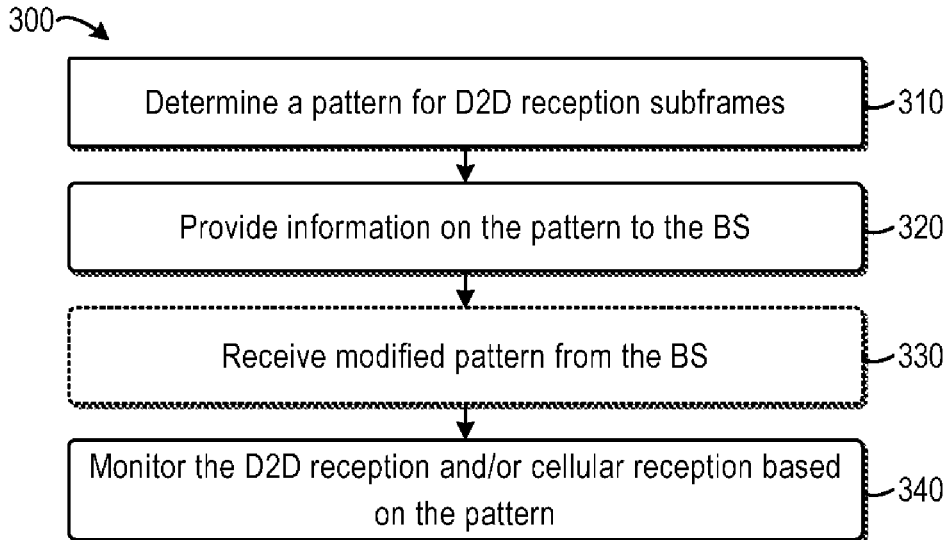 300
Determine a pattern for D2D reception subframes
310
Provide information on the pattern to the BS
320
Receive modified pattern from the BS
330
Monitor the D2D reception and/or cellular reception based
on the pattern
340